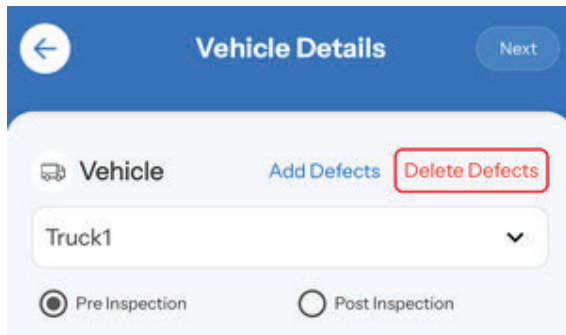 Vehicle Details Next
Vehicle Add Defects Delete Defects
Truck1
Pre Inspection Post Inspection